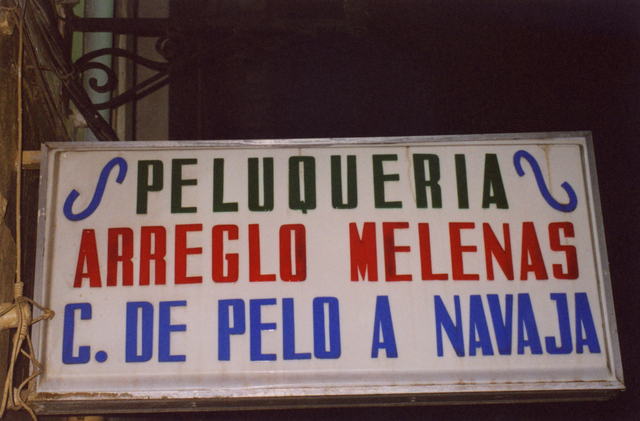 PELUQUERIA
ARREGLO MELENAS
C. DE PELO A NAVAJA